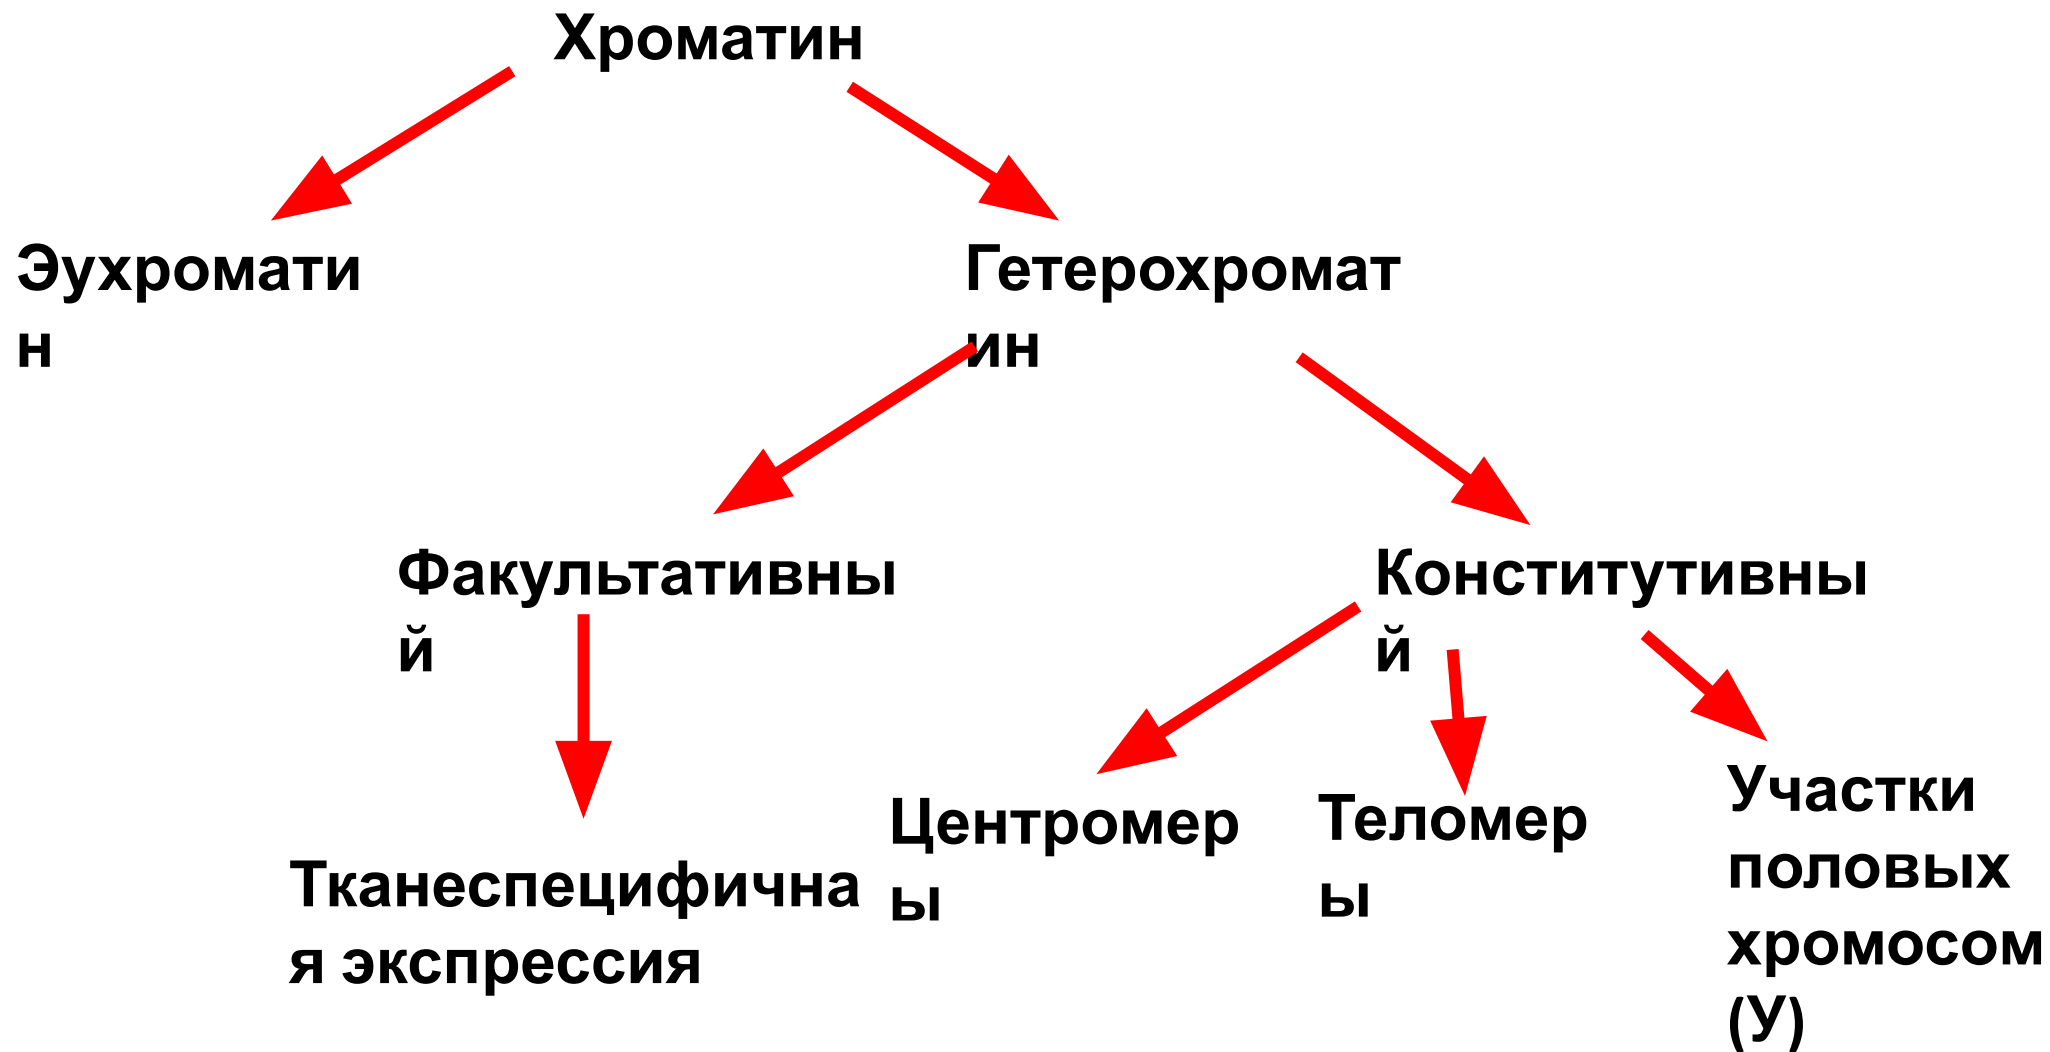 Хроматин
Эухромати
н
Гетерохромат
ин
Факультативны
й
Конститутивны
й
Тканеспецифична
я экспрессия
Центромер
ы
Теломер
ы
Участки
половых
хромосом
(У)